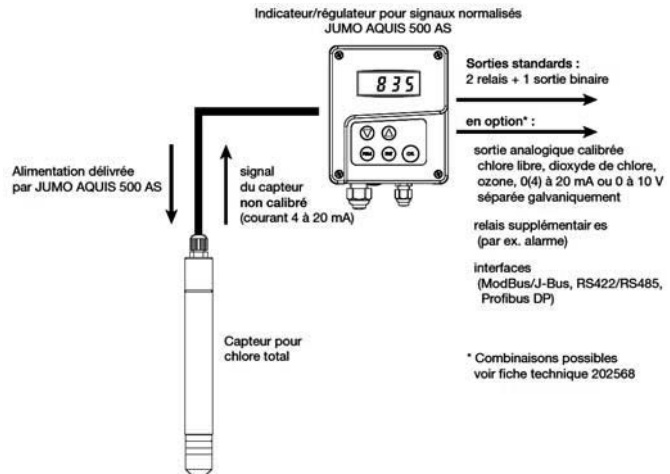 Indicateur/régulateur pour signaux normalisés
JUMO AQUIS 500 AS
835
PGM
EXIT
CAL
Sorties standards :
2 relais + 1 sortie binaire
en option* :
sortie analogique calibrée
chlore libre, dioxyde de chlore,
ozone, 0(4) à 20 mA ou 0 à 10 V
séparée galvaniquement
relais supplémentair es
(par ex. alarme)
interfaces
(ModBus/J-Bus, RS422/RS485,
Profibus DP)
* Combinaisons possibles
voir fiche technique 202568
Alimentation délivrée
par JUMO AQUIS 500 AS
signal
du capteur
non calibré
(courant 4 à 20 mA)
Capteur pour
chlore total